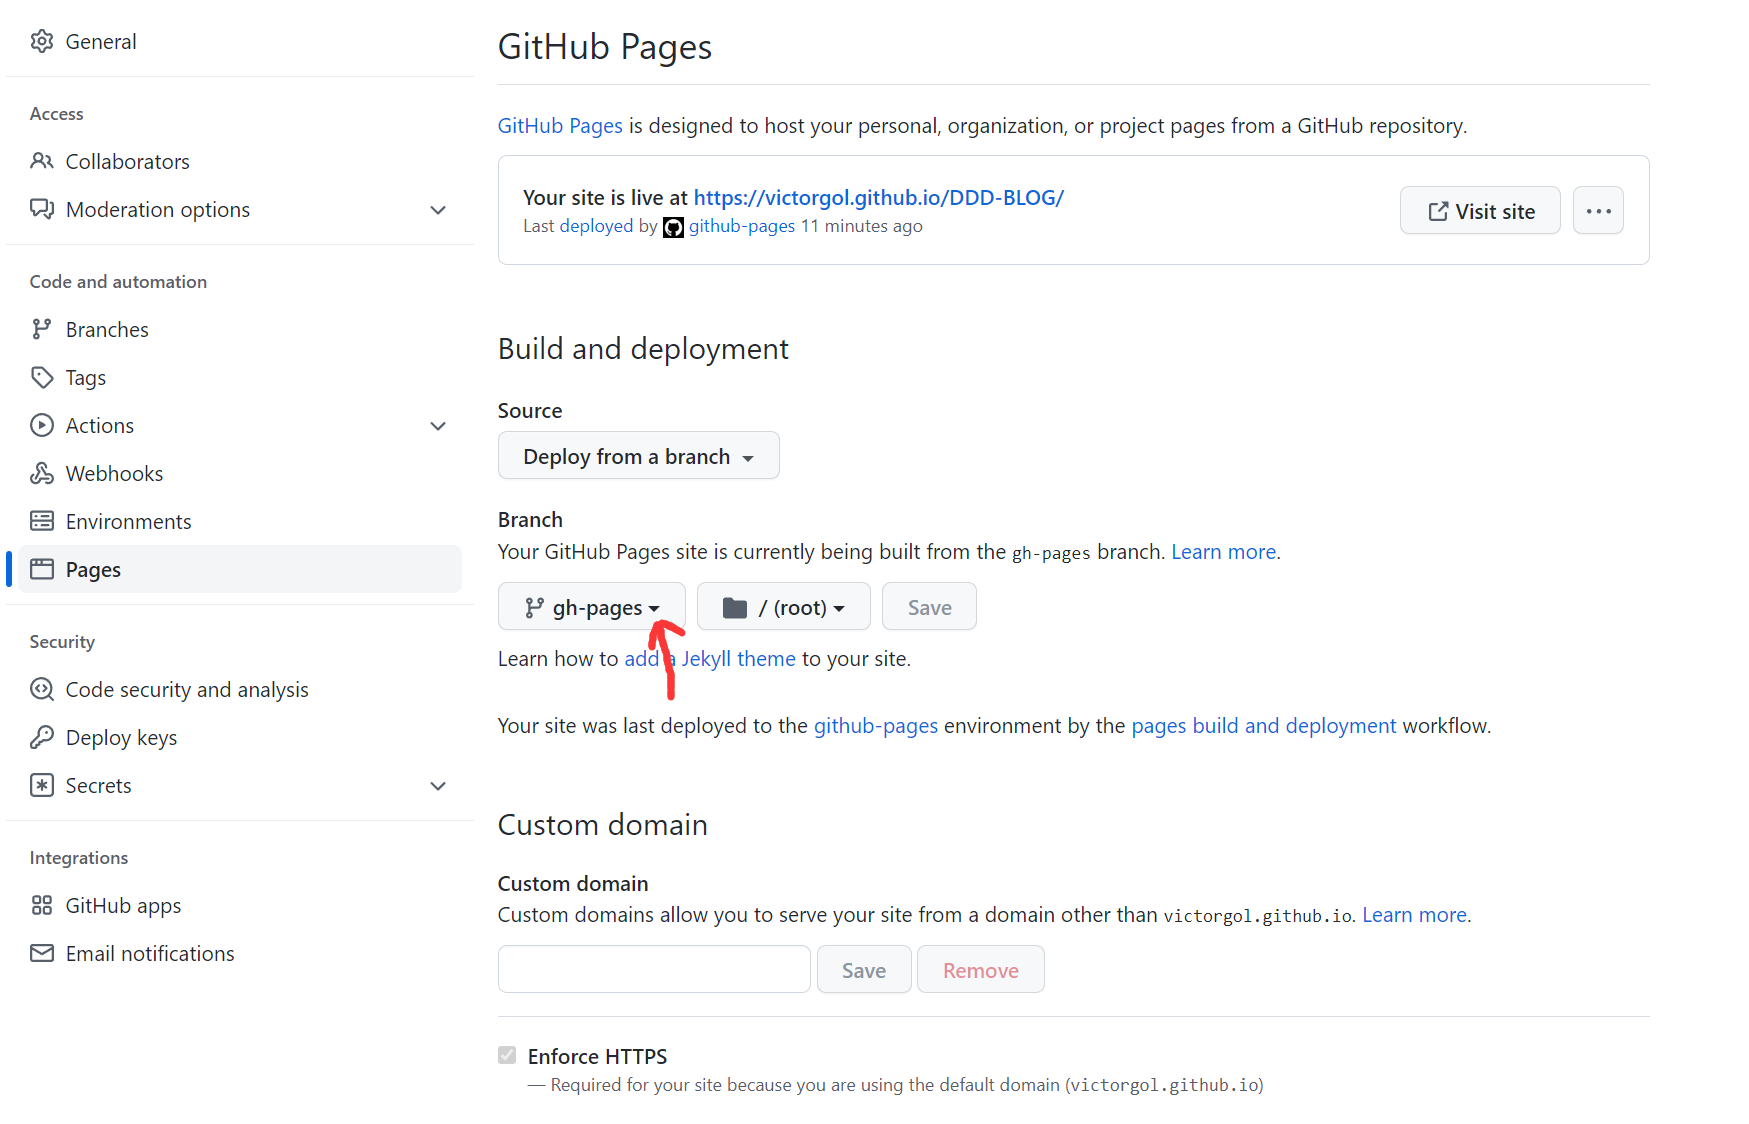 General
Access
Collaborators
Moderation options
Code and automation
Branches
Tags
Actions
Webhooks
Environments
Pages
Security
Code security and analysis
Deploy keys
Secrets
Integrations
GitHub apps
Email notifications
GitHub Pages
GitHub Pages is designed to host your personal, organization, or project pages from a GitHub repository.
Your site is live at https://victorgol.github.io/DDD-BLOG/
Last deployed by github-pages 11 minutes ago
Visit site
Build and deployment
Source
Deploy from a branch
Branch
Your GitHub Pages site is currently being built from the gh-pages branch. Learn more.
gh-pages / (root) Save
Learn how to add a Jekyll theme to your site.
Your site was last deployed to the github-pages environment by the pages build and deployment workflow.
Custom domain
Custom domain
Custom domains allow you to serve your site from a domain other than victorgol.github.io. Learn more.
Save Remove
Enforce HTTPS
— Required for your site because you are using the default domain (victorgol.github.io)